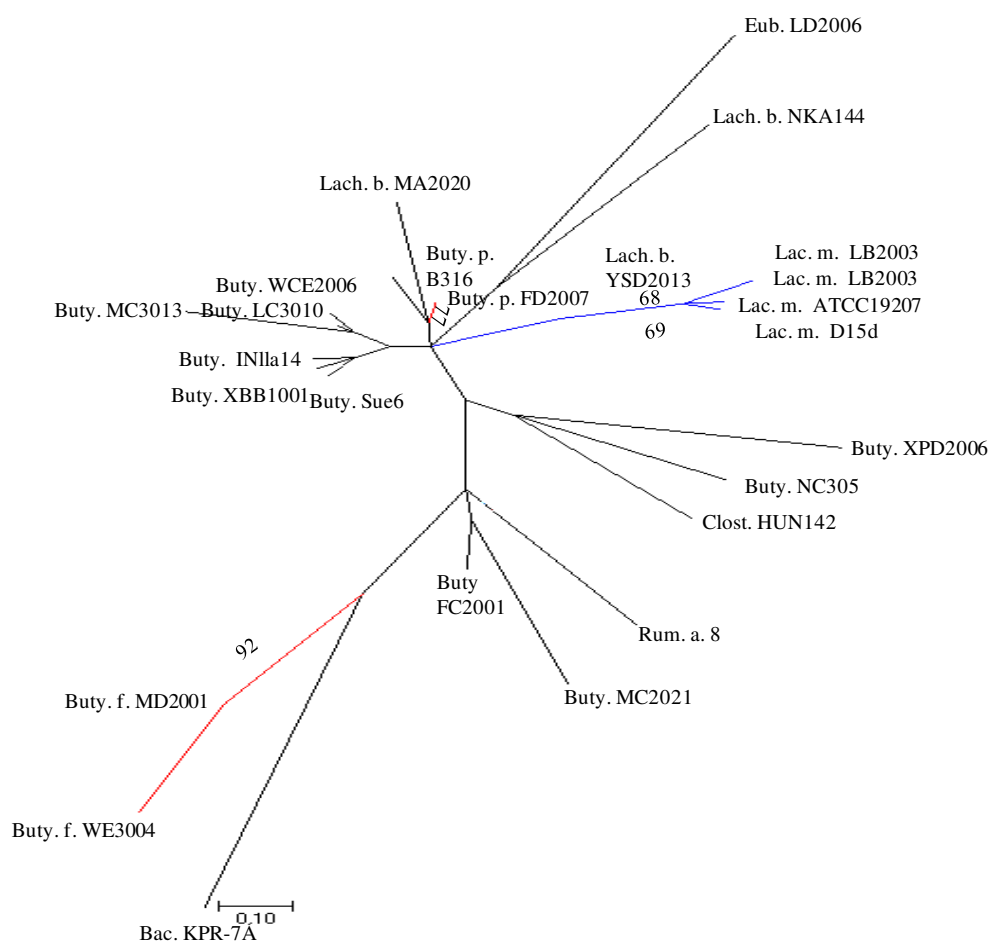 Eub. LD2006
Lach. b. NKA144
Lach. b. MA2020
Buty. p.
B316
Lach. b.
YSD2013
Lac. m. LB2003
Lac. m. LB2003
Buty. WCE2006
Buty. p. FD2007
68
Buty. MC3013
Buty. LC3010
Lac. m. ATCC19207
69
Lac. m. D15d
Buty. INlla14
Buty. XBB1001
Buty. Sue6
Buty. XPD2006
Buty. NC305
Clost. HUN142
Buty
FC2001
Rum. a. 8
92
Buty. f. MD2001
Buty. MC2021
Buty. f. WE3004
0.10
Bac. KPR-7Á